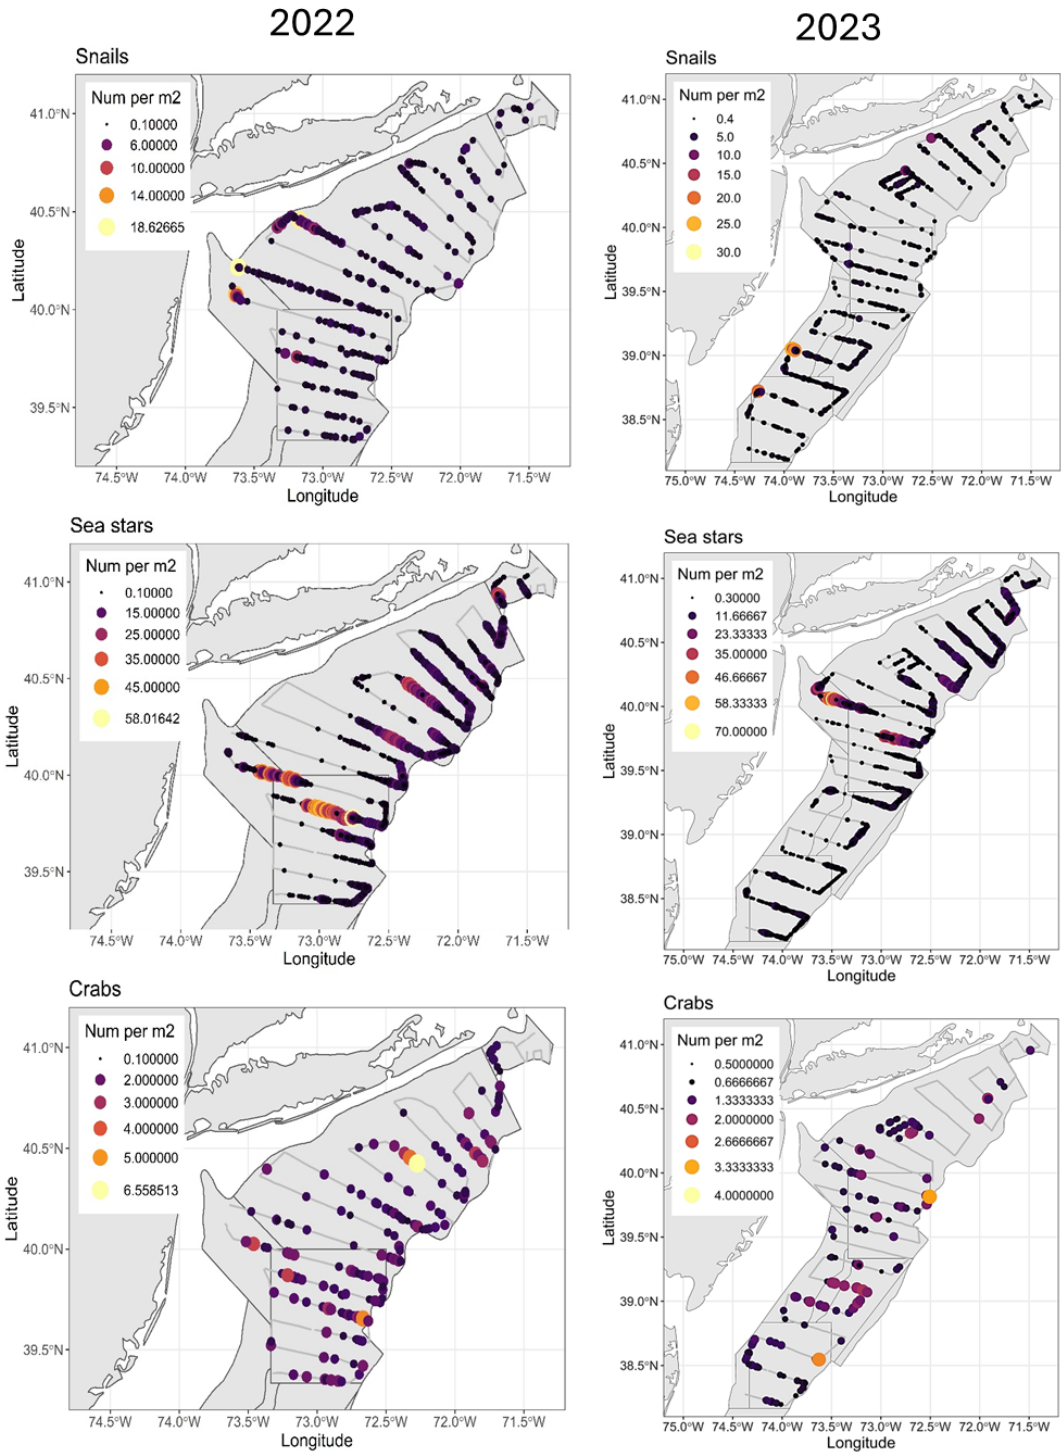 2022
2023
Snails
Num per m2
0.10000
6.00000
10.00000
14.00000
18.62665
41.0°N
40.5°N
40.0°N
39.5°N
Latitude
74.5°W 74.0°W 73.5°W 73.0°W 72.5°W 72.0°W 71.5°W
Longitude
Snails
Num per m2
0.4
5.0
10.0
15.0
20.0
25.0
30.0
41.0°N
40.5°N
40.0°N
39.5°N
39.0°N
38.5°N
Latitude
75.0°W 74.5°W 74.0°W 73.5°W 73.0°W 72.5°W 72.0°W 71.5°W
Longitude
Sea stars
Num per m2
0.10000
15.00000
25.00000
35.00000
45.00000
58.01642
41.0°N
40.5°N
40.0°N
39.5°N
Latitude
74.5°W 74.0°W 73.5°W 73.0°W 72.5°W 72.0°W 71.5°W
Longitude
Sea stars
Num per m2
0.30000
11.66667
23.33333
35.00000
46.66667
58.33333
70.00000
41.0°N
40.5°N
40.0°N
39.5°N
39.0°N
38.5°N
Latitude
75.0°W 74.5°W 74.0°W 73.5°W 73.0°W 72.5°W 72.0°W 71.5°W
Longitude
Crabs
Num per m2
0.100000
2.000000
3.000000
4.000000
5.000000
6.558513
41.0°N
40.5°N
40.0°N
39.5°N
Latitude
74.5°W 74.0°W 73.5°W 73.0°W 72.5°W 72.0°W 71.5°W
Longitude
Crabs
Num per m2
0.5000000
0.6666667
1.3333333
2.0000000
2.6666667
3.3333333
4.0000000
41.0°N
40.5°N
40.0°N
39.5°N
39.0°N
38.5°N
Latitude
75.0°W 74.5°W 74.0°W 73.5°W 73.0°W 72.5°W 72.0°W 71.5°W
Longitude